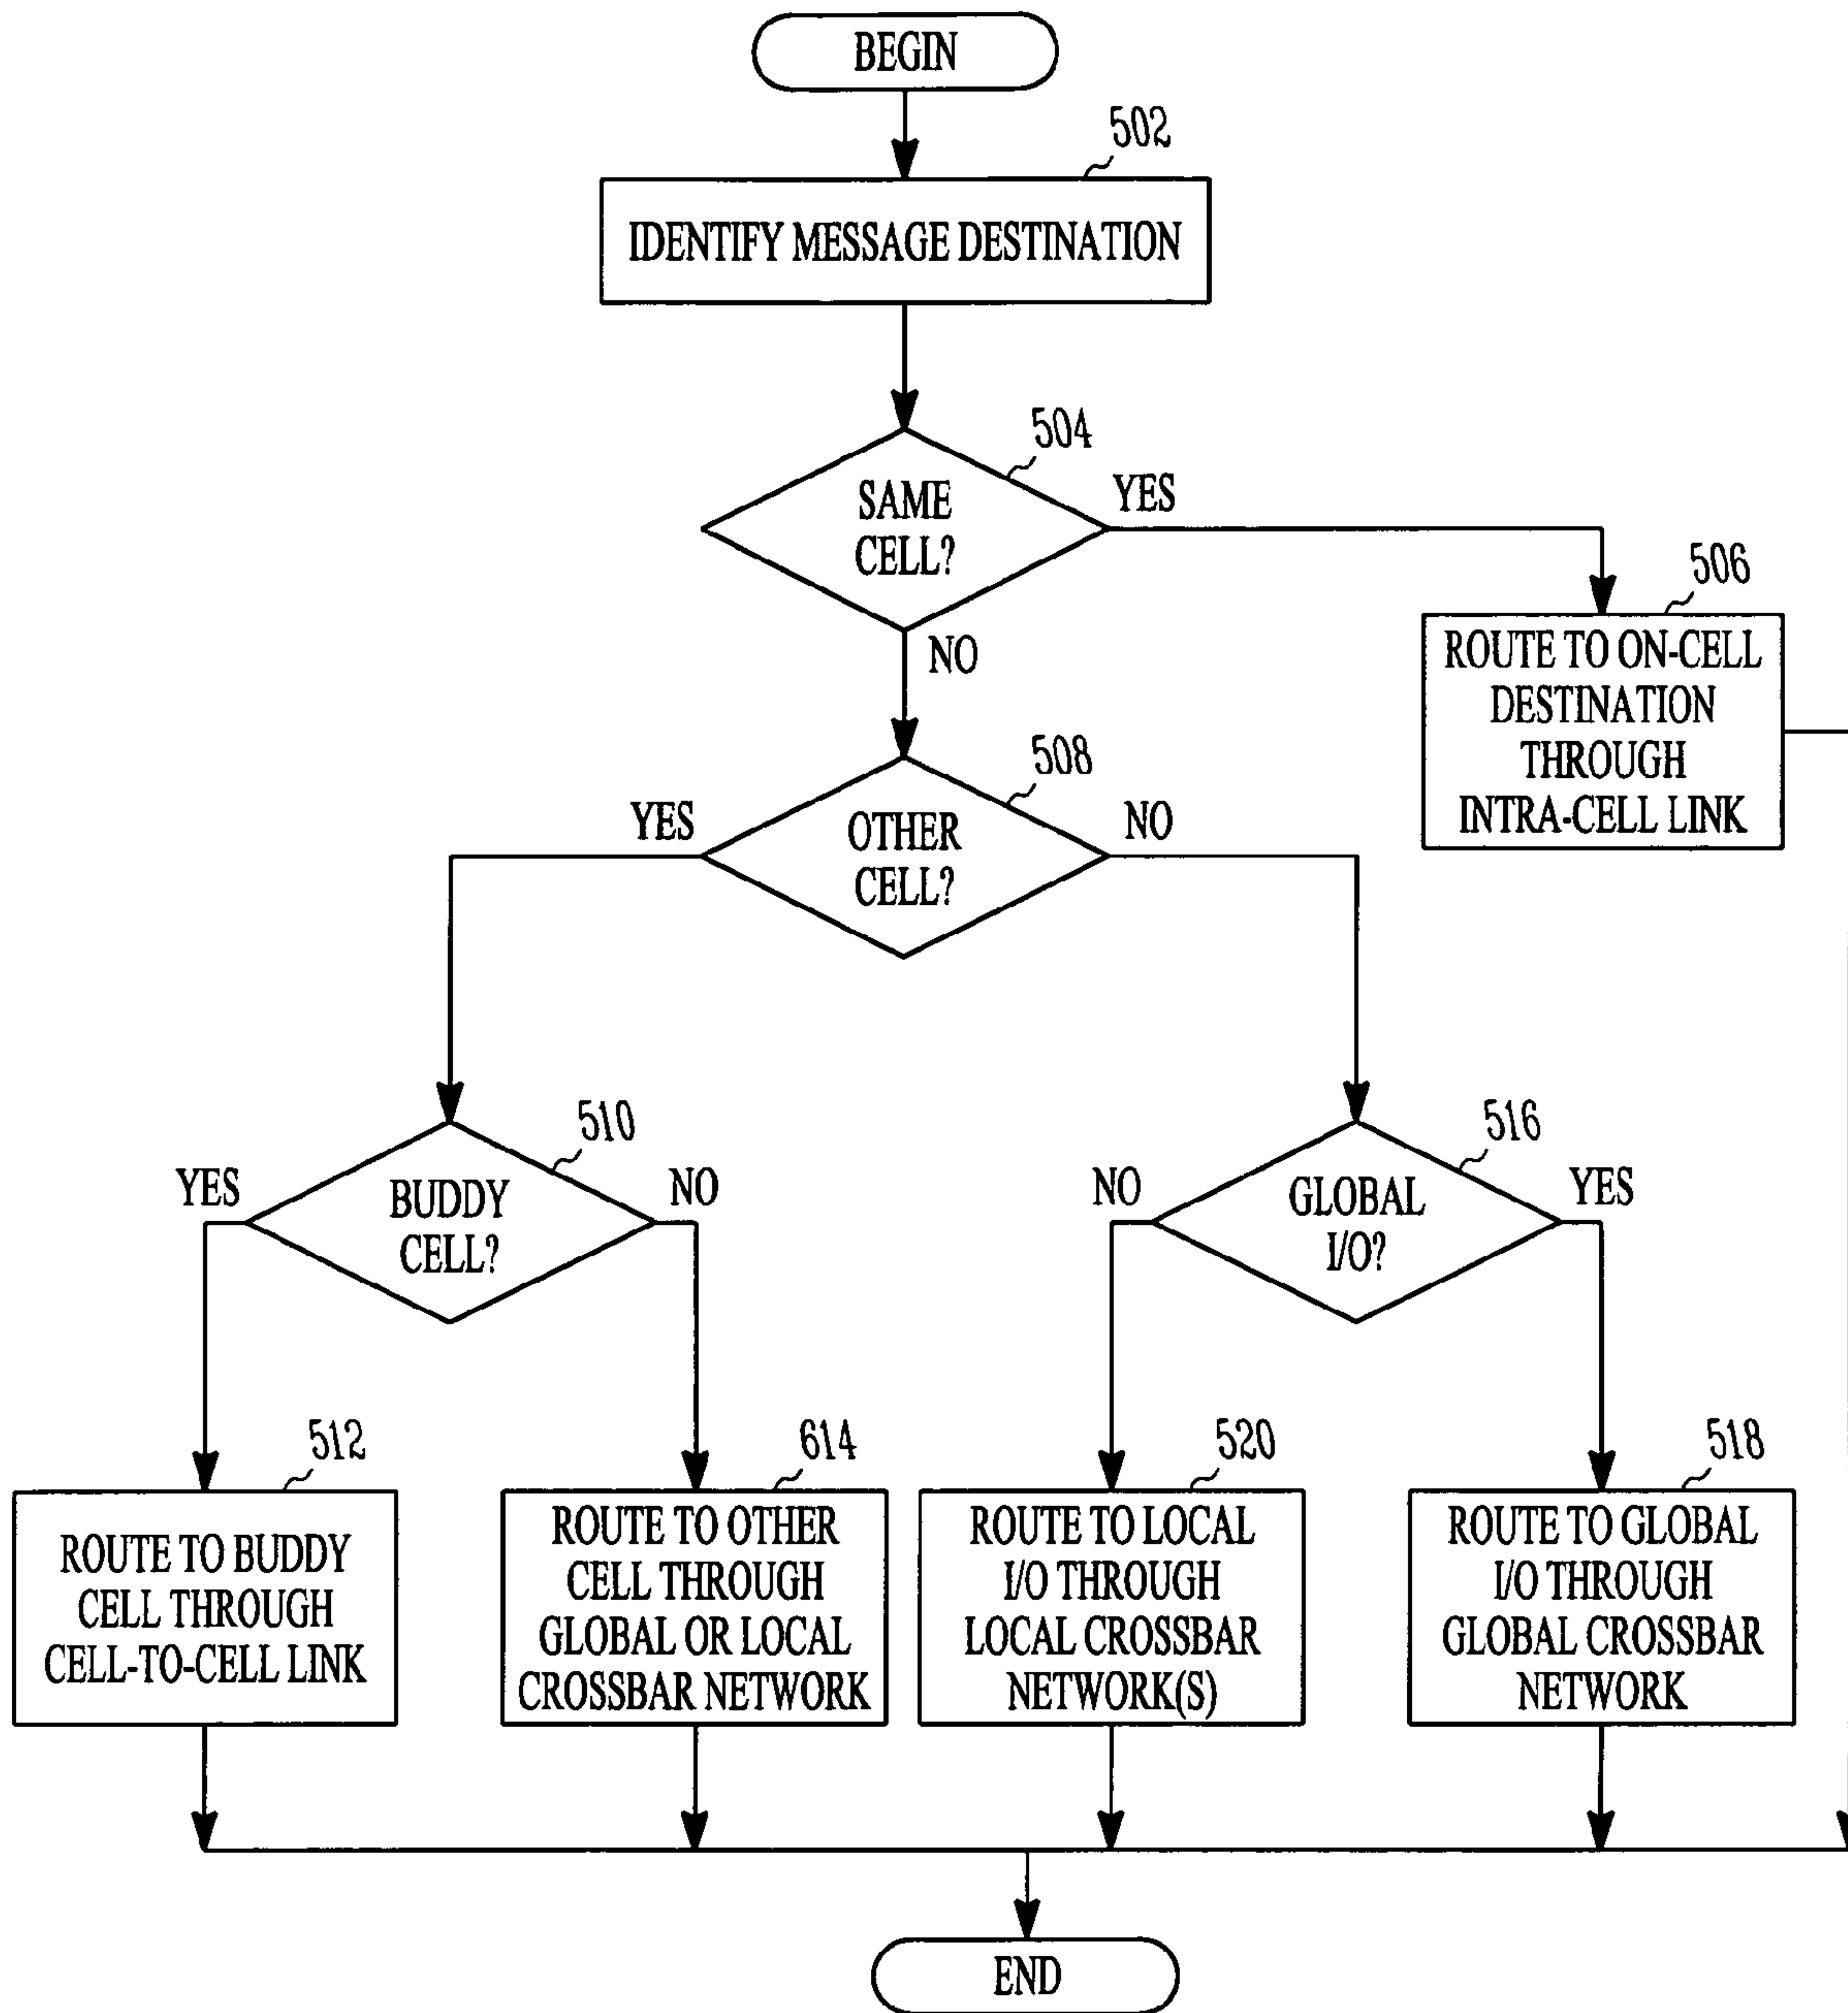 BEGIN
502
IDENTIFY MESSAGE DESTINATION
504
SAME
CELL?
YES
NO
506
ROUTE TO ON-CELL
DESTINATION
THROUGH
INTRA-CELL LINK
508
YES
OTHER
CELL?
NO
510
YES
BUDDY
CELL?
NO
516
NO
GLOBAL
I/O?
YES
512
ROUTE TO BUDDY
CELL THROUGH
CELL-TO-CELL LINK
614
ROUTE TO OTHER
CELL THROUGH
GLOBAL OR LOCAL
CROSSBAR NETWORK
520
ROUTE TO LOCAL
I/O THROUGH
LOCAL CROSSBAR
NETWORK(S)
518
ROUTE TO GLOBAL
I/O THROUGH
GLOBAL CROSSBAR
NETWORK
END